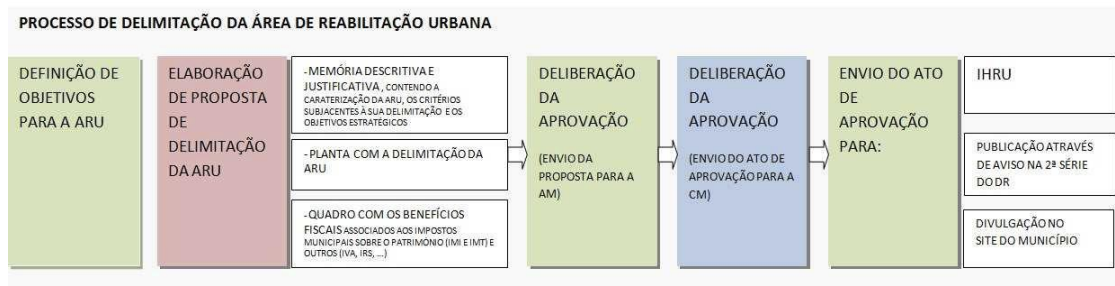 PROCESSO DE DELIMITAÇÃO DA ÁREA DE REABILITAÇÃO URBANA
DEFINIÇÃO DE
OBJETIVOS
PARA A ARU
ELABORAÇÃO
DE PROPOSTA
DE
DELIMITAÇÃO
DA ARU
-MEMÓRIA DESCRITIVA E
JUSTIFICATIVA, CONTENDO A
CARATERIZAÇÃO DA ARU, OS CRITÉRIOS
SUBJACENTES À SUA DELIMITAÇÃO E OS
OBJETIVOS ESTRATÉGICOS
-PLANTA COM A DELIMITAÇÃO DA
ARU
-QUADRO COM OS BENEFÍCIOS
FISCAIS ASSOCIADOS AOS IMPOSTOS
MUNICIPAIS SOBRE O PATRIMÓNIO (IMI E IMT) E
OUTROS (IVA, IRS, ...)
DELIBERAÇÃO
DA
APROVAÇÃO
(ENVIO DA
PROPOSTA PARA A
AM)
DELIBERAÇÃO
DA
APROVAÇÃO
(ENVIO DO ATO DE
APROVAÇÃO PARA A
CM)
ENVIO DO ATO
DE
APROVAÇÃO
PARA:
IHRU
PUBLICAÇÃO ATRAVÉS
DE AVISO NA 2ª SÉRIE
DO DR
DIVULGAÇÃO NO
SITE DO MUNICÍPIO